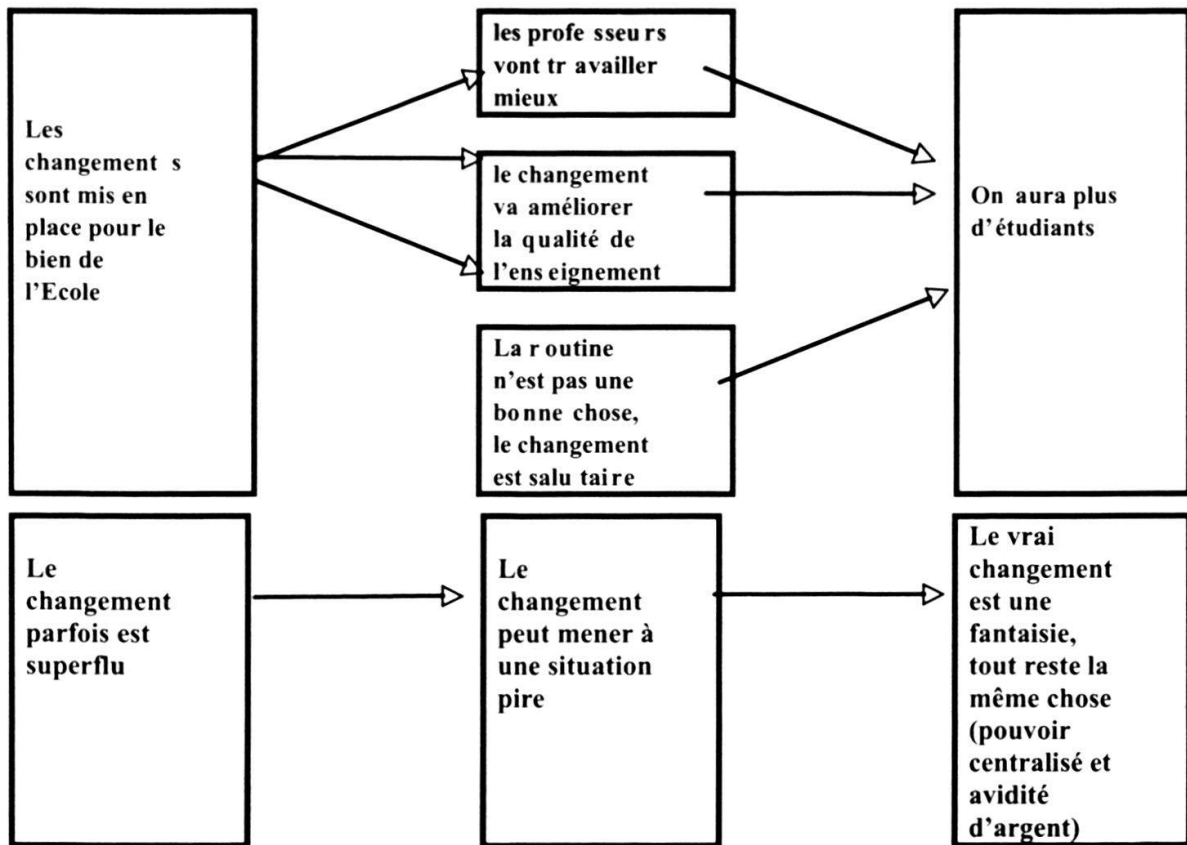 Les
changement s
sont mis en
place pour le
bien de
l'Ecole
les profe sseu rs
vont tr availler
mieux
le changement
va améliorer
la qualité de
l'ens eignement
La r outine
n'est pas une
bonne chose,
le changement
est salu taire
On aura plus
d'étudiants
Le
changement
parfois est
superflu
Le
changement
peut mener à
une situation
pire
Le vrai
changement
est une
fantaisie,
tout reste la
même chose
(pouvoir
centralisé et
avidité
d'argent)